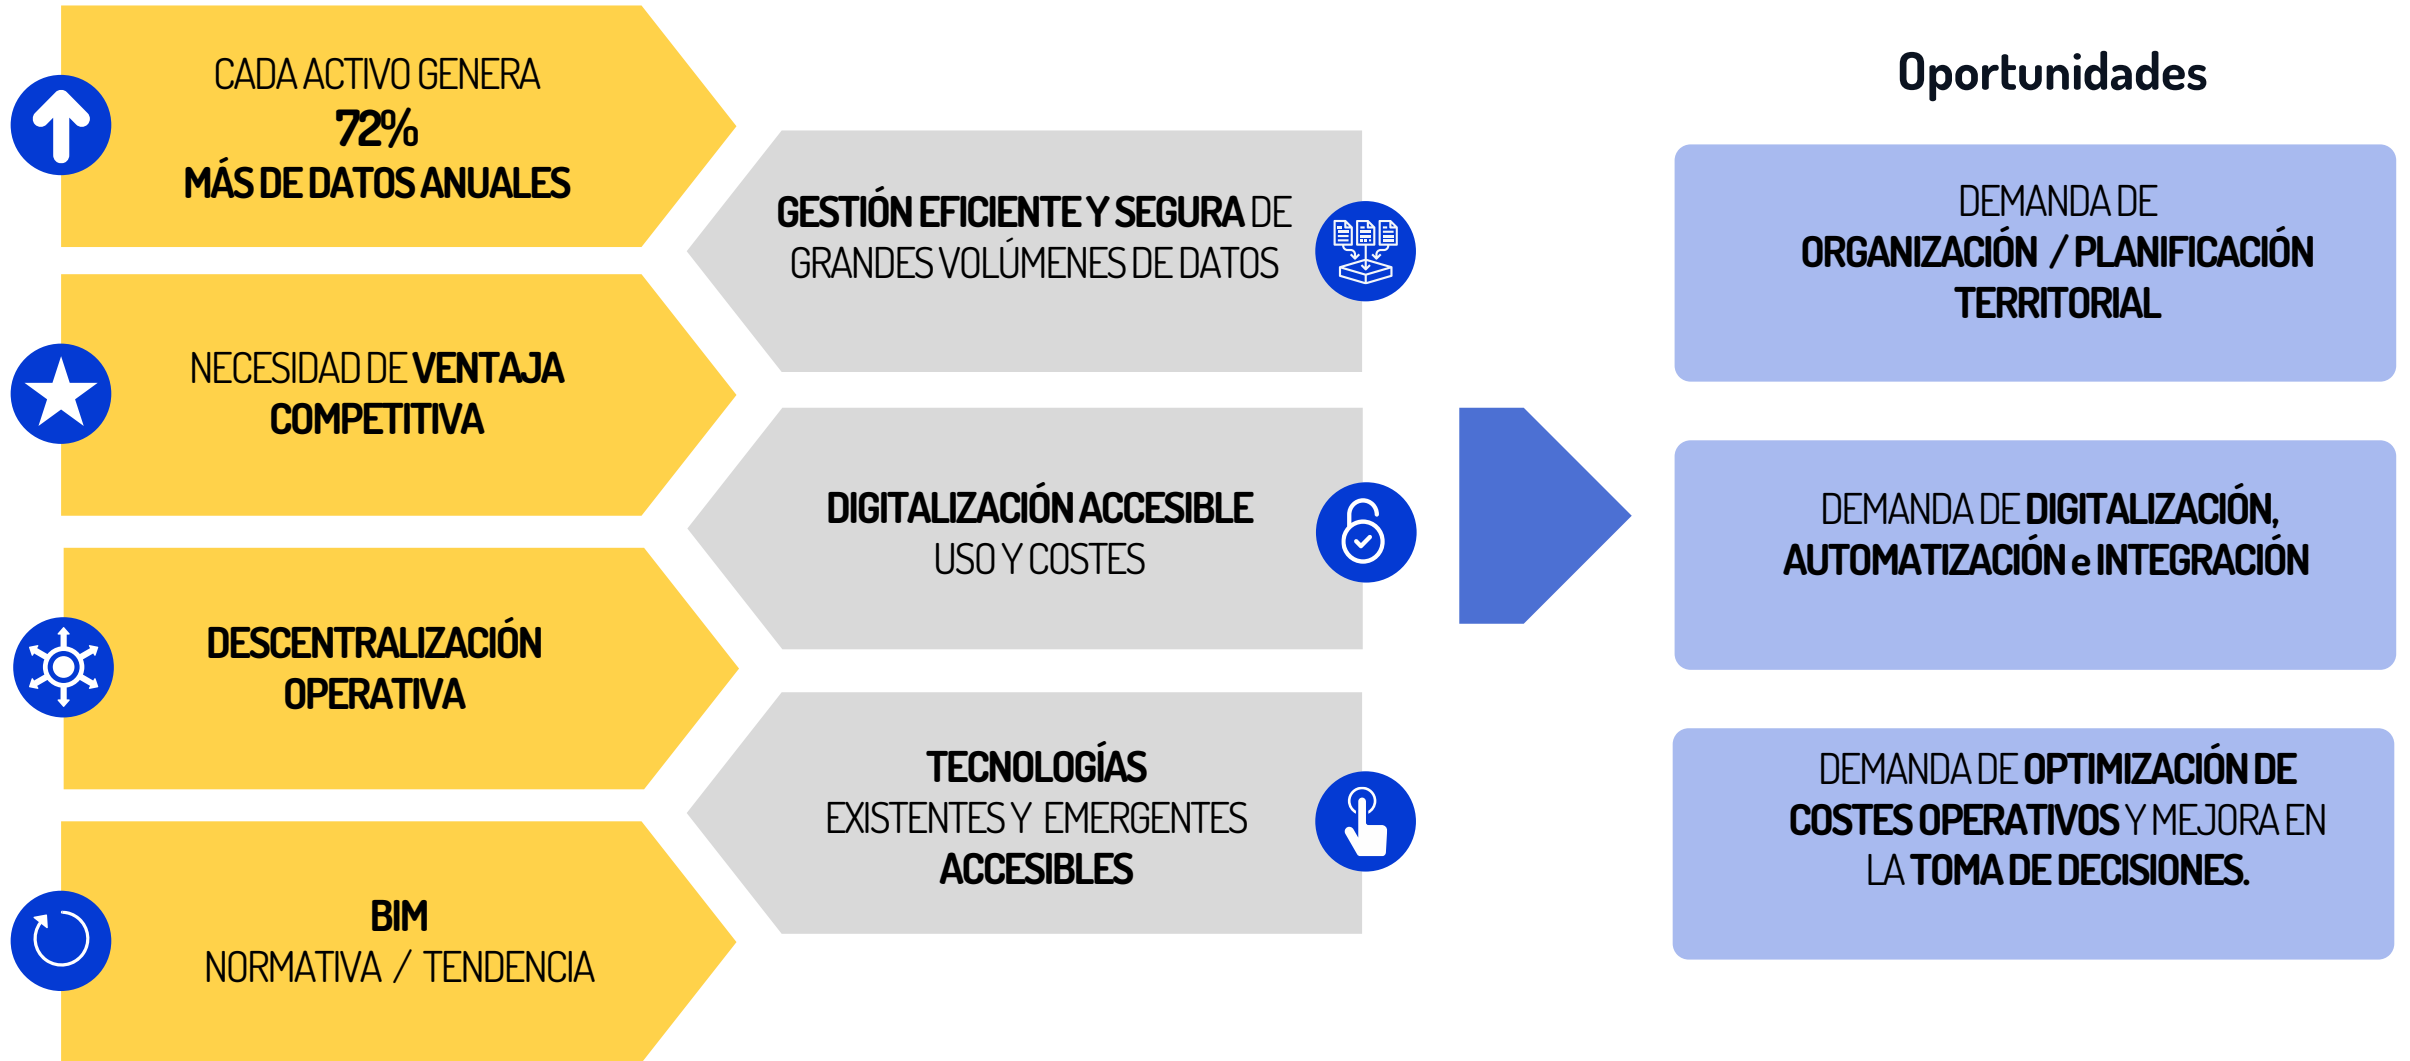 CADA ACTIVO GENERA
72%
MÁS DE DATOS ANUALES
NECESIDAD DE VENTAJA
COMPETITIVA
DESCENTRALIZACIÓN
OPERATIVA
BIM
NORMATIVA / TENDENCIA
GESTIÓN EFICIENTE Y SEGURA DE
GRANDES VOLÚMENES DE DATOS
DIGITALIZACIÓN ACCESIBLE
USO Y COSTES
TECNOLOGÍAS
EXISTENTES Y EMERGENTES
ACCESIBLES
Oportunidades
DEMANDA DE
ORGANIZACIÓN / PLANIFICACIÓN
TERRITORIAL
DEMANDA DE DIGITALIZACIÓN,
AUTOMATIZACIÓN e INTEGRACIÓN
DEMANDA DE OPTIMIZACIÓN DE
COSTES OPERATIVOS Y MEJORA EN
LA TOMA DE DECISIONES.